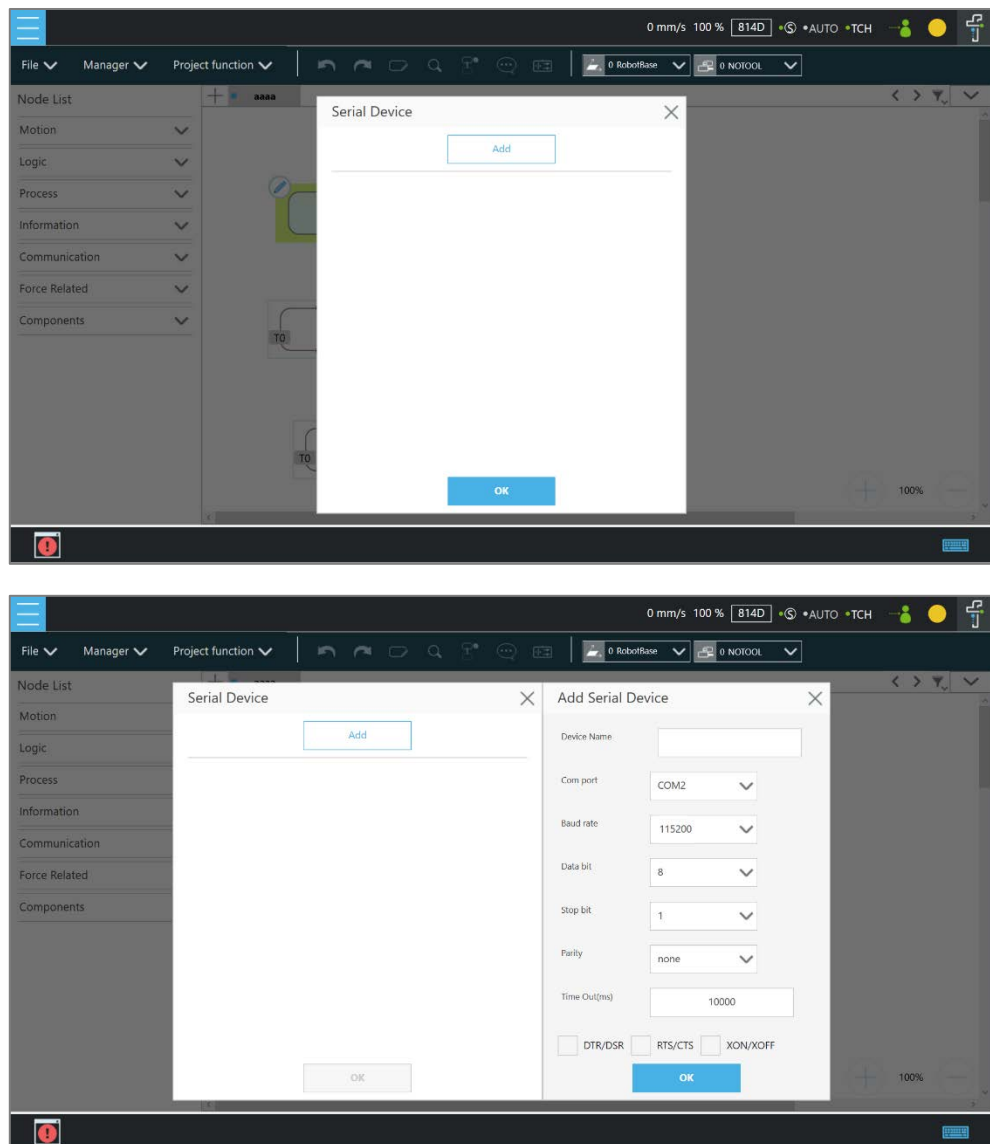 0 mm/s 100 % 814D Ⓢ AUTO TCH
File Manager Project function 0 RobotBase 0 NOTOOL
Node List
aaaa
Motion
Logic
Process
Information
Communication
Force Related
Components
T0
T0
Serial Device
Add
OK
100%
0 mm/s 100 % 814D Ⓢ AUTO TCH
File Manager Project function 0 RobotBase 0 NOTOOL
Node List
Motion
Logic
Process
Information
Communication
Force Related
Components
Serial Device
Add
OK
Add Serial Device
Device Name
Com port COM2
Baud rate 115200
Data bit 8
Stop bit 1
Parity none
Time Out(ms) 10000
DTR/DSR RTS/CTS XON/XOFF
OK
100%